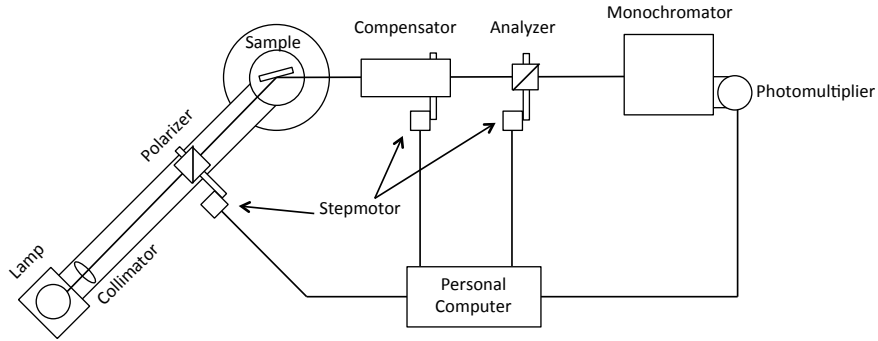 Monochromator
Compensator
Analyzer
Sample
Photomultiplier
Polarizer
Stepmotor
Lamp
Collimator
Personal
Computer